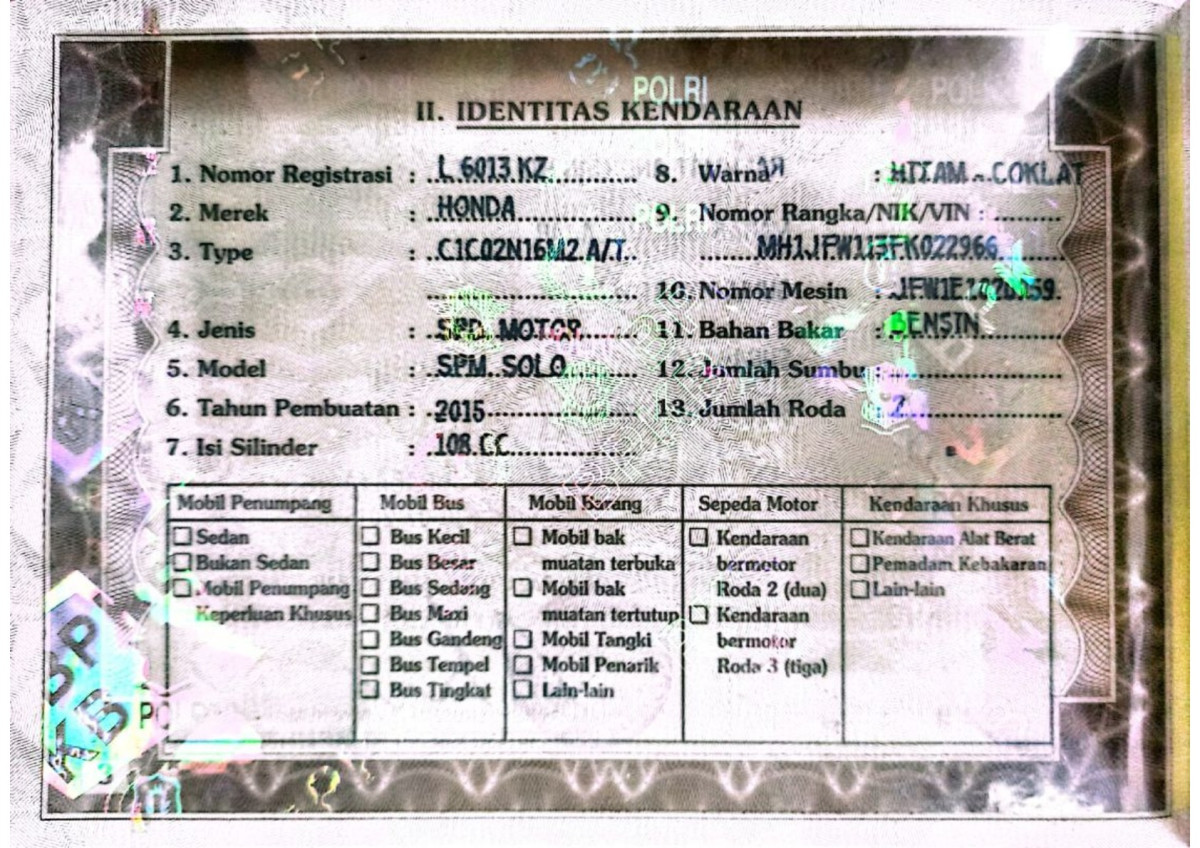 POLRI
II. IDENTITAS KENDARAAN
1. Nomor Registrasi : L 6013 KZ
2. Merek : HONDA
3. Type : C1C02N16M2 A/T
4. Jenis : SPD. MOTOR
5. Model : SPM. SOLO
6. Tahun Pembuatan : 2015
7. Isi Silinder : 108 CC
8. Warna : HITAM - COKLAT
9. Nomor Rangka/NIK/VIN :
10. Nomor Mesin :
11. Bahan Bakar : BENSIN
12. Jumlah Sumbu :
13. Jumlah Roda : 2
Mobil Penumpang
Sedan
Bukan Sedan
Mobil Penumpang
Keperluan Khusus
Mobil Bus
Bus Kecil
Bus Besar
Bus Sedang
Bus Maxi
Bus Gandeng
Bus Tempel
Bus Tingkat
Mobil Barang
Mobil bak
muatan terbuka
Mobil bak
muatan tertutup
Mobil Tangki
Mobil Penarik
Lain-lain
Sepeda Motor
Kendaraan
bermotor
Roda 2 (dua)
Kendaraan
bermotor
Roda 3 (tiga)
Kendaraan Khusus
Kendaraan Alat Berat
Pemadam Kebakaran
Lain-lain